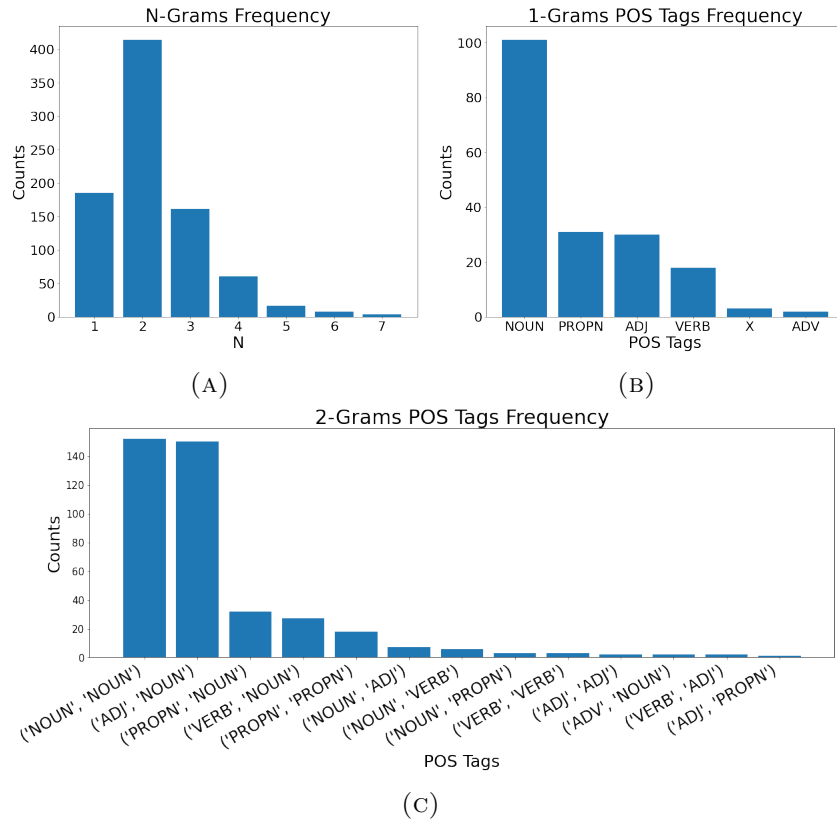 N-Grams Frequency
Counts
400
350
300
250
200
150
100
50
0
1 2 3 4 5 6 7
N
(A)
1-Grams POS Tags Frequency
Counts
100
80
60
40
20
0
NOUN PROPN ADJ VERB X ADV
POS Tags
(B)
2-Grams POS Tags Frequency
Counts
140
120
100
80
60
40
20
0
('NOUN', 'NOUN')
('ADJ', 'NOUN')
('PROPN', 'NOUN')
('VERB', 'NOUN')
('PROPN', 'PROPN')
('NOUN', 'ADJ')
('NOUN', 'VERB')
('NOUN', 'PROPN')
('VERB', 'VERB')
('ADJ', 'ADJ')
('ADV', 'NOUN')
('VERB', 'ADJ')
('ADJ', 'PROPN')
POS Tags
(C)